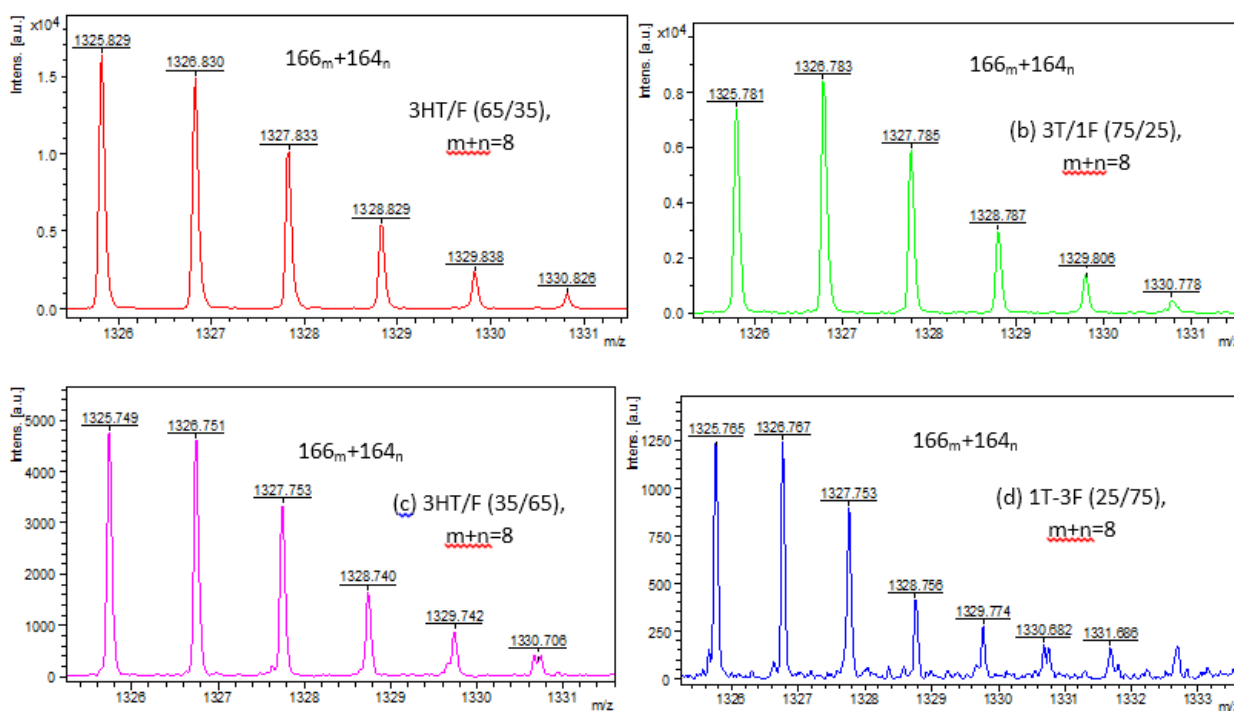 x10⁴
Intens. [a.u.]
1325.829
1326.830
1327.833
1328.829
1329.838
1330.826
166m+164n
3HT/F (65/35),
m+n=8
1.5
1.0
0.5
0.0
1326 1327 1328 1329 1330 1331
m/z
x10⁴
Intens. [a.u.]
1325.781
1326.783
1327.785
1328.787
1329.806
1330.778
166m+164n
(b) 3T/1F (75/25),
m+n=8
0.8
0.6
0.4
0.2
0.0
1326 1327 1328 1329 1330 1331
m/z
Intens. [a.u.]
1325.749
1326.751
1327.753
1328.740
1329.742
1330.706
166m+164n
(c) 3HT/F (35/65),
m+n=8
5000
4000
3000
2000
1000
0
1326 1327 1328 1329 1330 1331
m/z
Intens. [a.u.]
1325.765
1326.767
1327.753
1328.756
1329.774
1330.682
1331.686
166m+164n
(d) 1T-3F (25/75),
m+n=8
1250
1000
750
500
250
0
1326 1327 1328 1329 1330 1331 1332 1333
m/z